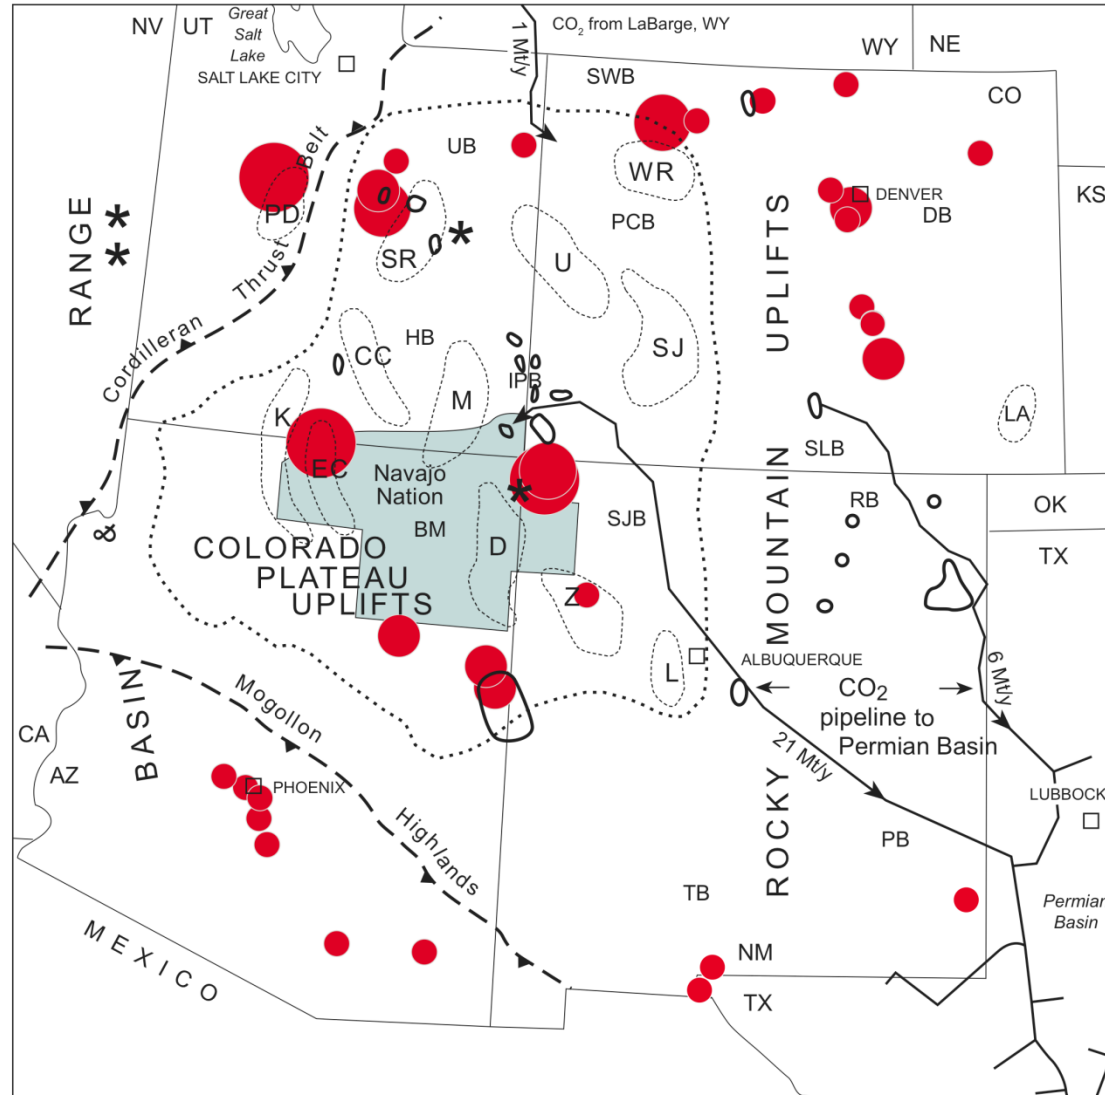 NV
UT
Great
Salt
Lake
SALT LAKE CITY
1 Mt/y
CO₂ from LaBarge, WY
WY
NE
SWB
CO
UB
Belt
WR
PD
KS
DENVER
DB
RANGE
*
*
SR
*
PCB
U
UPLIFTS
Thrust
Cordilleran
HB
CC
SJ
IPB
M
LA
K
SLB
EC
Navajo
Nation
*
RB
OK
&
BM
SJB
TX
COLORADO
PLATEAU
UPLIFTS
D
Z
MOUNTAIN
ALBUQUERQUE
L
6 Mt/y
CO₂
pipeline to
Permian Basin
BASIN
Mogollon
CA
AZ
21 Mt/y
PHOENIX
LUBBOCK
Highlands
PB
ROCKY
TB
Permian
Basin
MEXICO
NM
TX